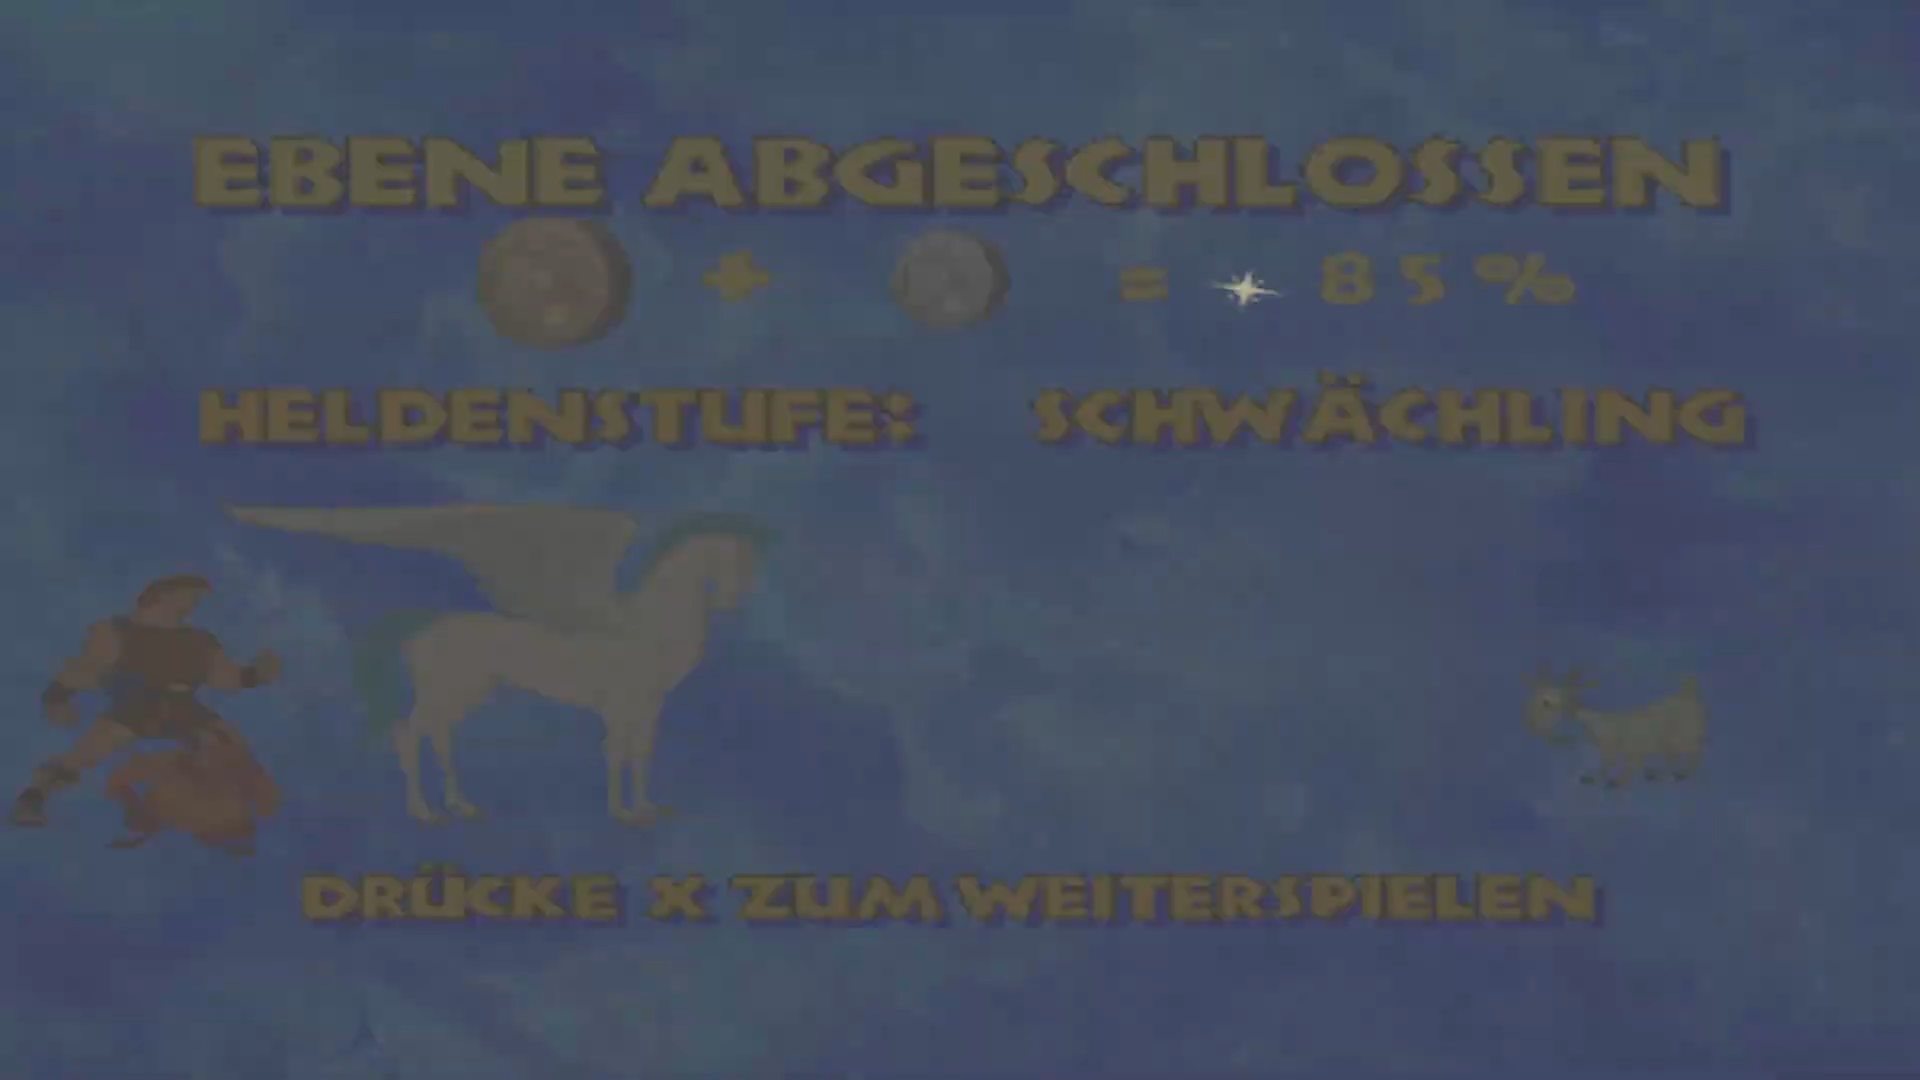 EBENE ABGESCHLOSSEN
+ = 85%
HELDENSTUFE: SCHWÄCHLING
DRÜCKE X ZUM WEITERSPIELEN